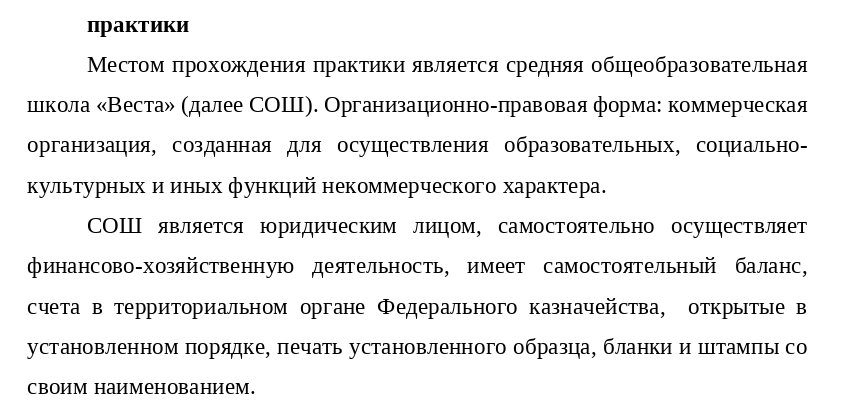 практики
Местом прохождения практики является средняя общеобразовательная
школа «Веста» (далее СОШ). Организационно-правовая форма: коммерческая
организация, созданная для осуществления образовательных, социально-
культурных и иных функций некоммерческого характера.
СОШ является юридическим лицом, самостоятельно осуществляет
финансово-хозяйственную деятельность, имеет самостоятельный баланс,
счета в территориальном органе Федерального казначейства, открытые в
установленном порядке, печать установленного образца, бланки и штампы со
своим наименованием.